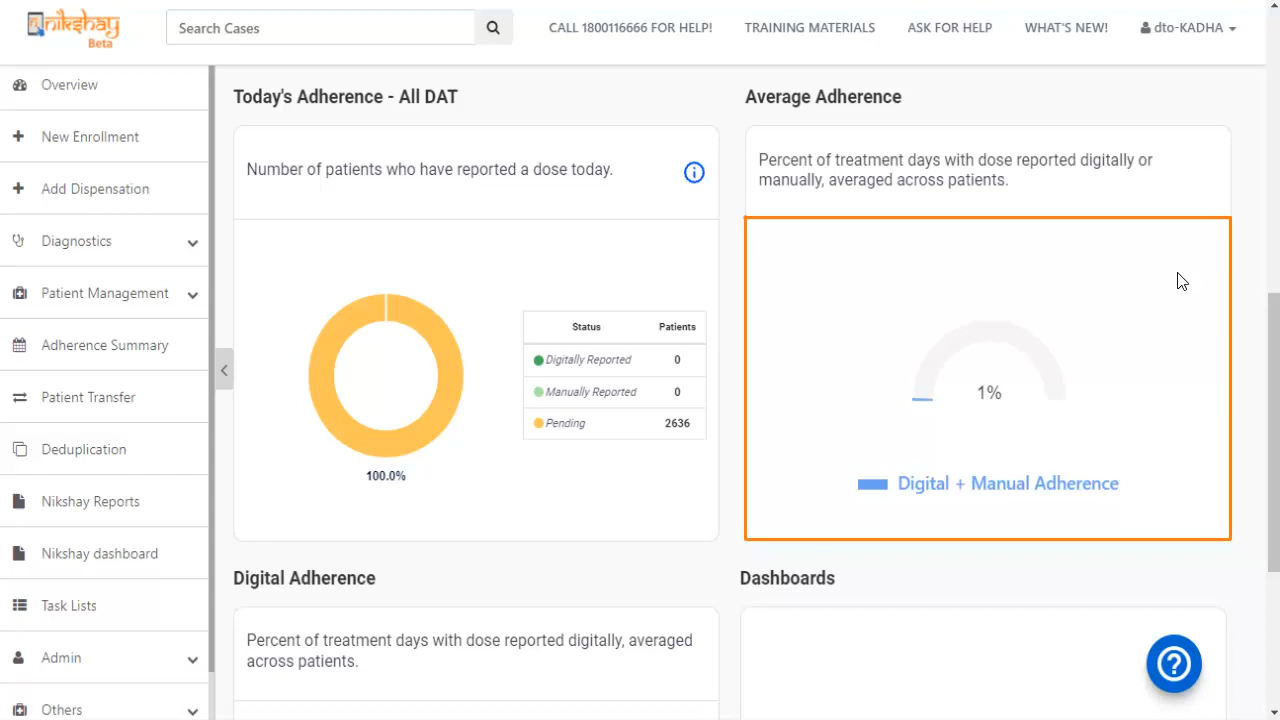 nikshay
Beta
Search Cases
CALL 1800116666 FOR HELP!
TRAINING MATERIALS
ASK FOR HELP
WHAT'S NEW!
dto-KADHA
Overview
New Enrollment
Add Dispensation
Diagnostics
Patient Management
Adherence Summary
Patient Transfer
Deduplication
Nikshay Reports
Nikshay dashboard
Task Lists
Admin
Others
Today's Adherence - All DAT
Number of patients who have reported a dose today.
Status Patients
Digitally Reported 0
Manually Reported 0
Pending 2636
100.0%
Average Adherence
Percent of treatment days with dose reported digitally or
manually, averaged across patients.
1%
Digital + Manual Adherence
Digital Adherence
Percent of treatment days with dose reported digitally, averaged
across patients.
Dashboards